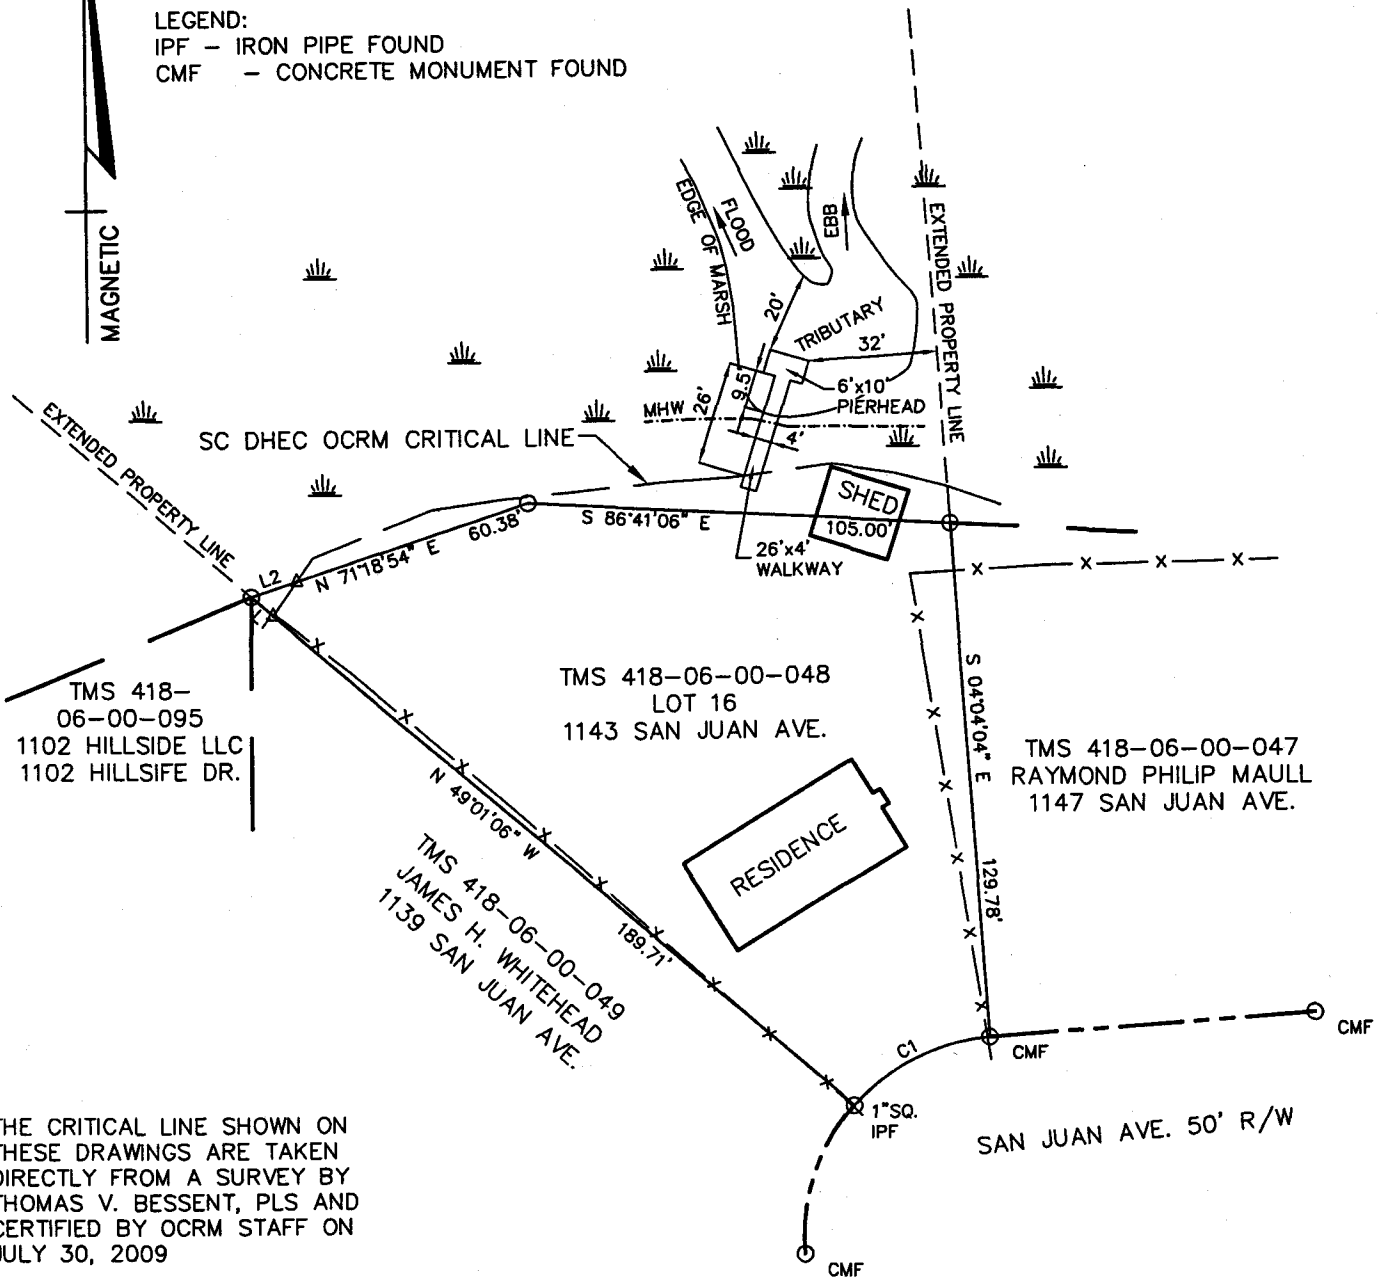 LEGEND:
IPF – IRON PIPE FOUND
CMF – CONCRETE MONUMENT FOUND
MAGNETIC
EDGE OF MARSH
FLOOD
EBB
EXTENDED PROPERTY LINE
20'
TRIBUTARY
32'
6'x10'
PIERHEAD
9.5'
26'
MHW
4'
EXTENDED PROPERTY LINE
SC DHEC OCRM CRITICAL LINE
SHED
105.00'
S 86°41'06" E
60.38'
N 71°18'54" E
L2
26'x4'
WALKWAY
TMS 418-
06-00-095
1102 HILLSIDE LLC
1102 HILLSIFE DR.
TMS 418-06-00-048
LOT 16
1143 SAN JUAN AVE.
S 04°04'04" E
129.78'
TMS 418-06-00-047
RAYMOND PHILIP MAULL
1147 SAN JUAN AVE.
N 49°01'06" W
189.71'
RESIDENCE
TMS 418-06-00-049
JAMES H. WHITEHEAD
1139 SAN JUAN AVE.
C1
CMF
CMF
1"SQ.
IPF
SAN JUAN AVE. 50' R/W
CMF
THE CRITICAL LINE SHOWN ON
THESE DRAWINGS ARE TAKEN
DIRECTLY FROM A SURVEY BY
THOMAS V. BESSENT, PLS AND
CERTIFIED BY OCRM STAFF ON
JULY 30, 2009